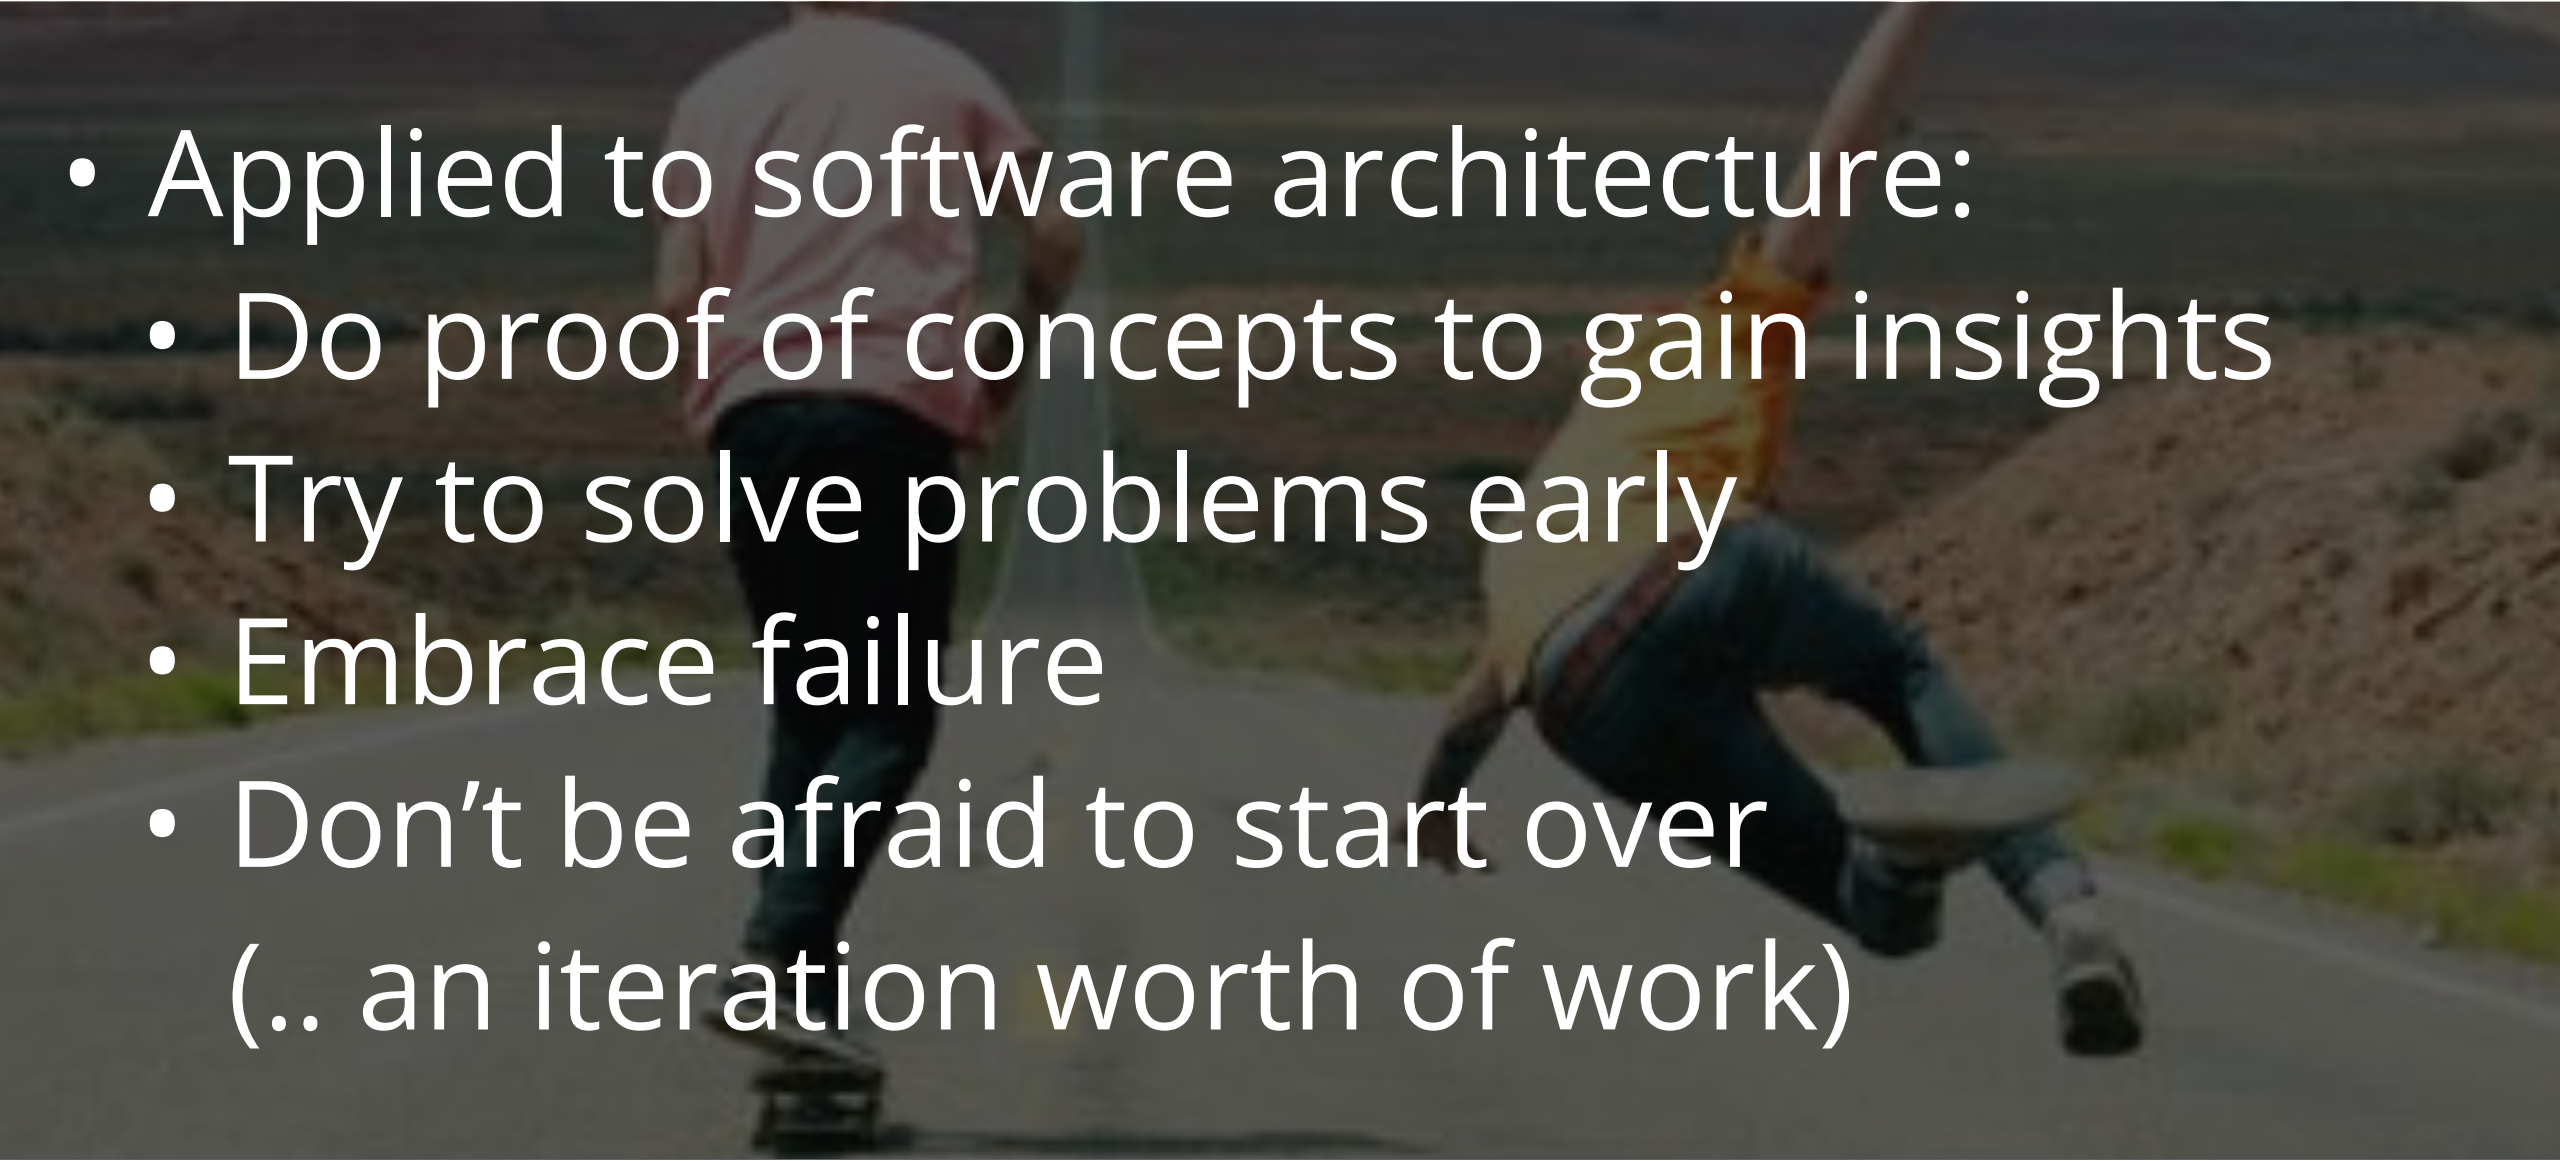 • Applied to software architecture:
• Do proof of concepts to gain insights
• Try to solve problems early
• Embrace failure
• Don’t be afraid to start over
(.. an iteration worth of work)